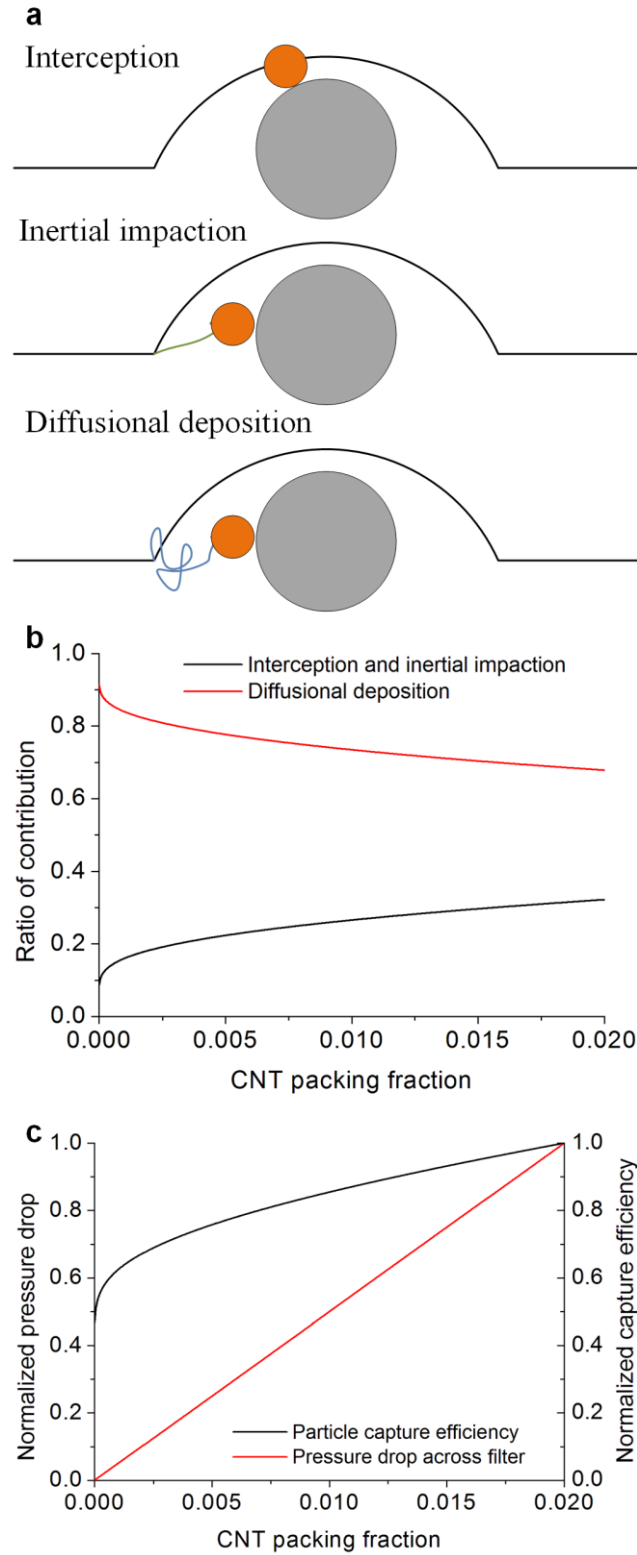 a
Interception
Inertial impaction
Diffusional deposition
b
1.0
0.8
0.6
0.4
0.2
0.0
Ratio of contribution
Interception and inertial impaction
Diffusional deposition
0.000 0.005 0.010 0.015 0.020
CNT packing fraction
c
1.0
0.8
0.6
0.4
0.2
0.0
Normalized pressure drop
Particle capture efficiency
Pressure drop across filter
1.0
0.8
0.6
0.4
0.2
0.0
Normalized capture efficiency
0.000 0.005 0.010 0.015 0.020
CNT packing fraction